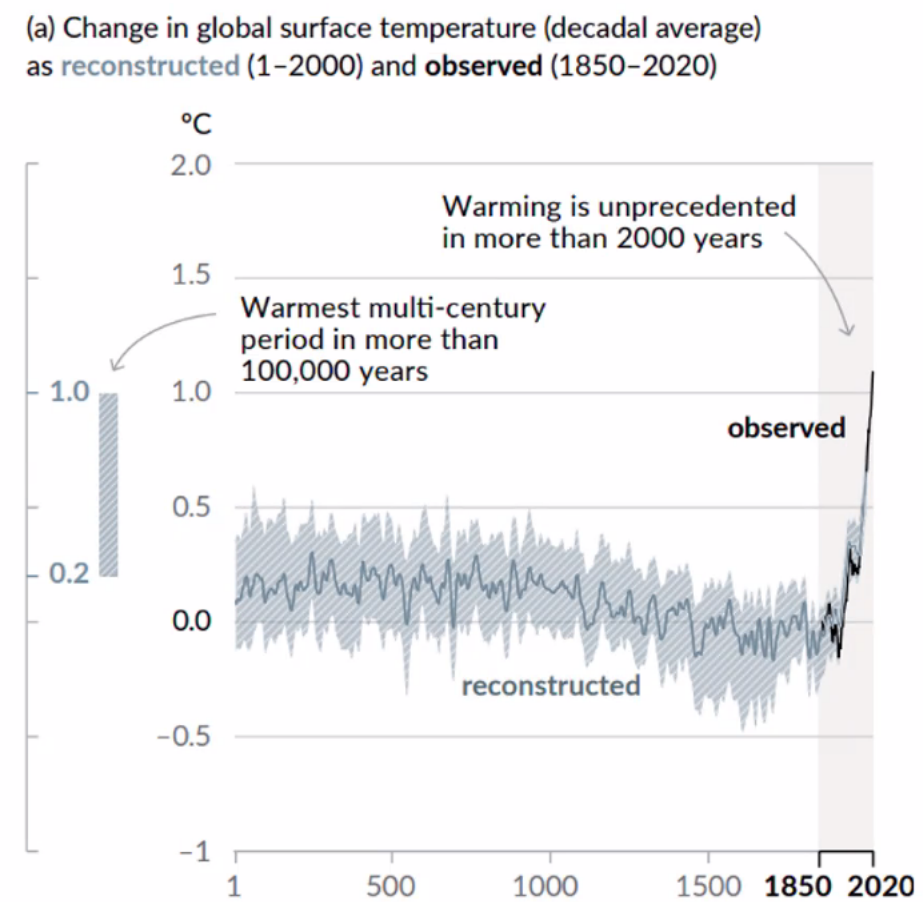 (a) Change in global surface temperature (decadal average)
as reconstructed (1–2000) and observed (1850–2020)
°C
2.0
Warming is unprecedented
in more than 2000 years
1.5
Warmest multi-century
period in more than
100,000 years
1.0
1.0
observed
0.5
0.2
0.0
reconstructed
−0.5
−1
1 500 1000 1500 1850 2020